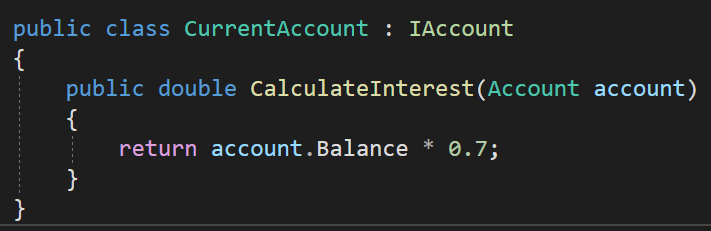 public class CurrentAccount : IAccount
{
    public double CalculateInterest(Account account)
    {
        return account.Balance * 0.7;
    }
}